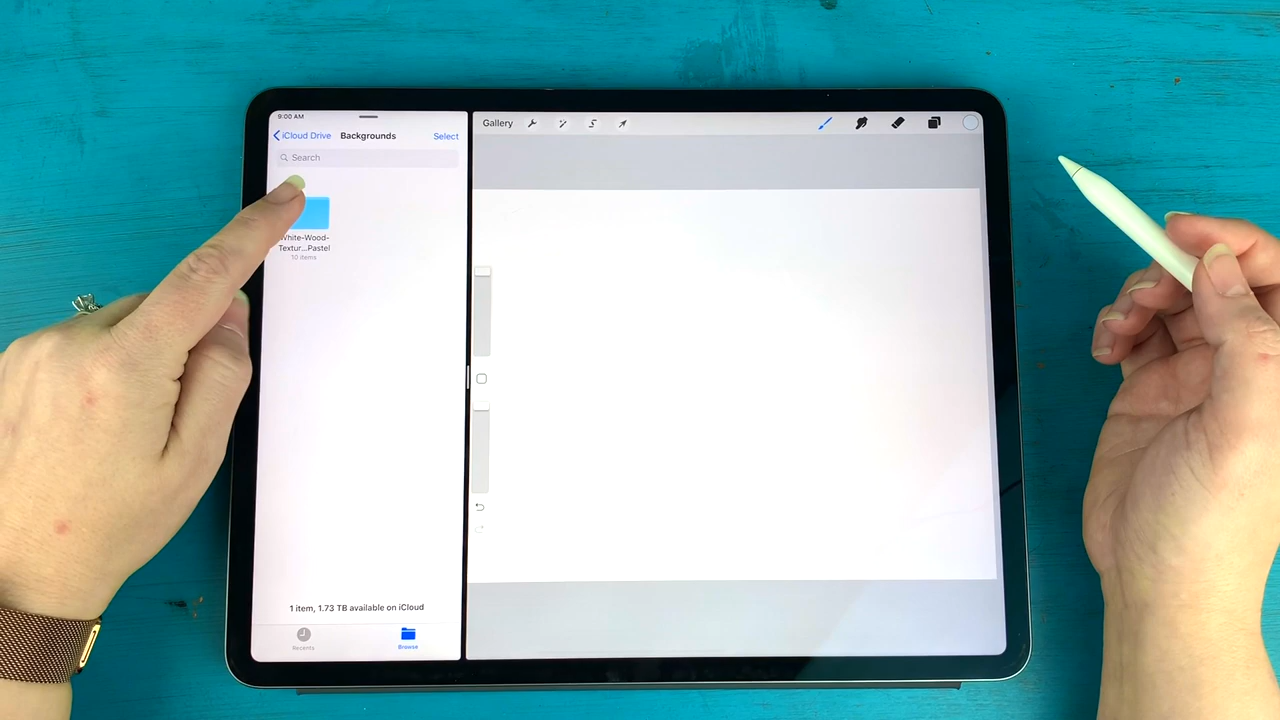 9:00 AM
iCloud Drive Backgrounds Select
Search
White-Wood-
Textur...Pastel
10 items
1 item, 1.73 TB available on iCloud
Recents Browse
Gallery